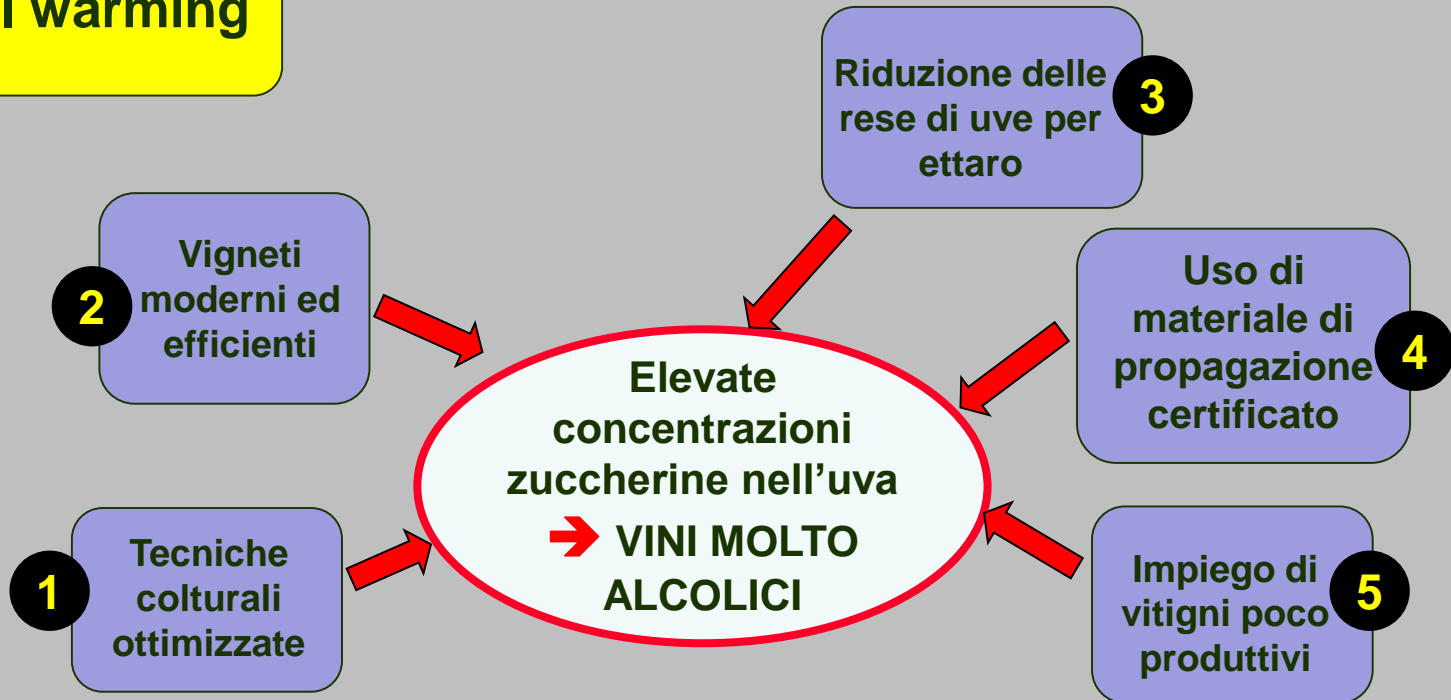 warming
Riduzione delle
rese di uve per
ettaro
3
Vigneti
moderni ed
efficienti
2
Uso di
materiale di
propagazione
certificato
4
Elevate
concentrazioni
zuccherine nell’uva
➔ VINI MOLTO
ALCOLICI
Tecniche
colturali
ottimizzate
1
Impiego di
vitigni poco
produttivi
5